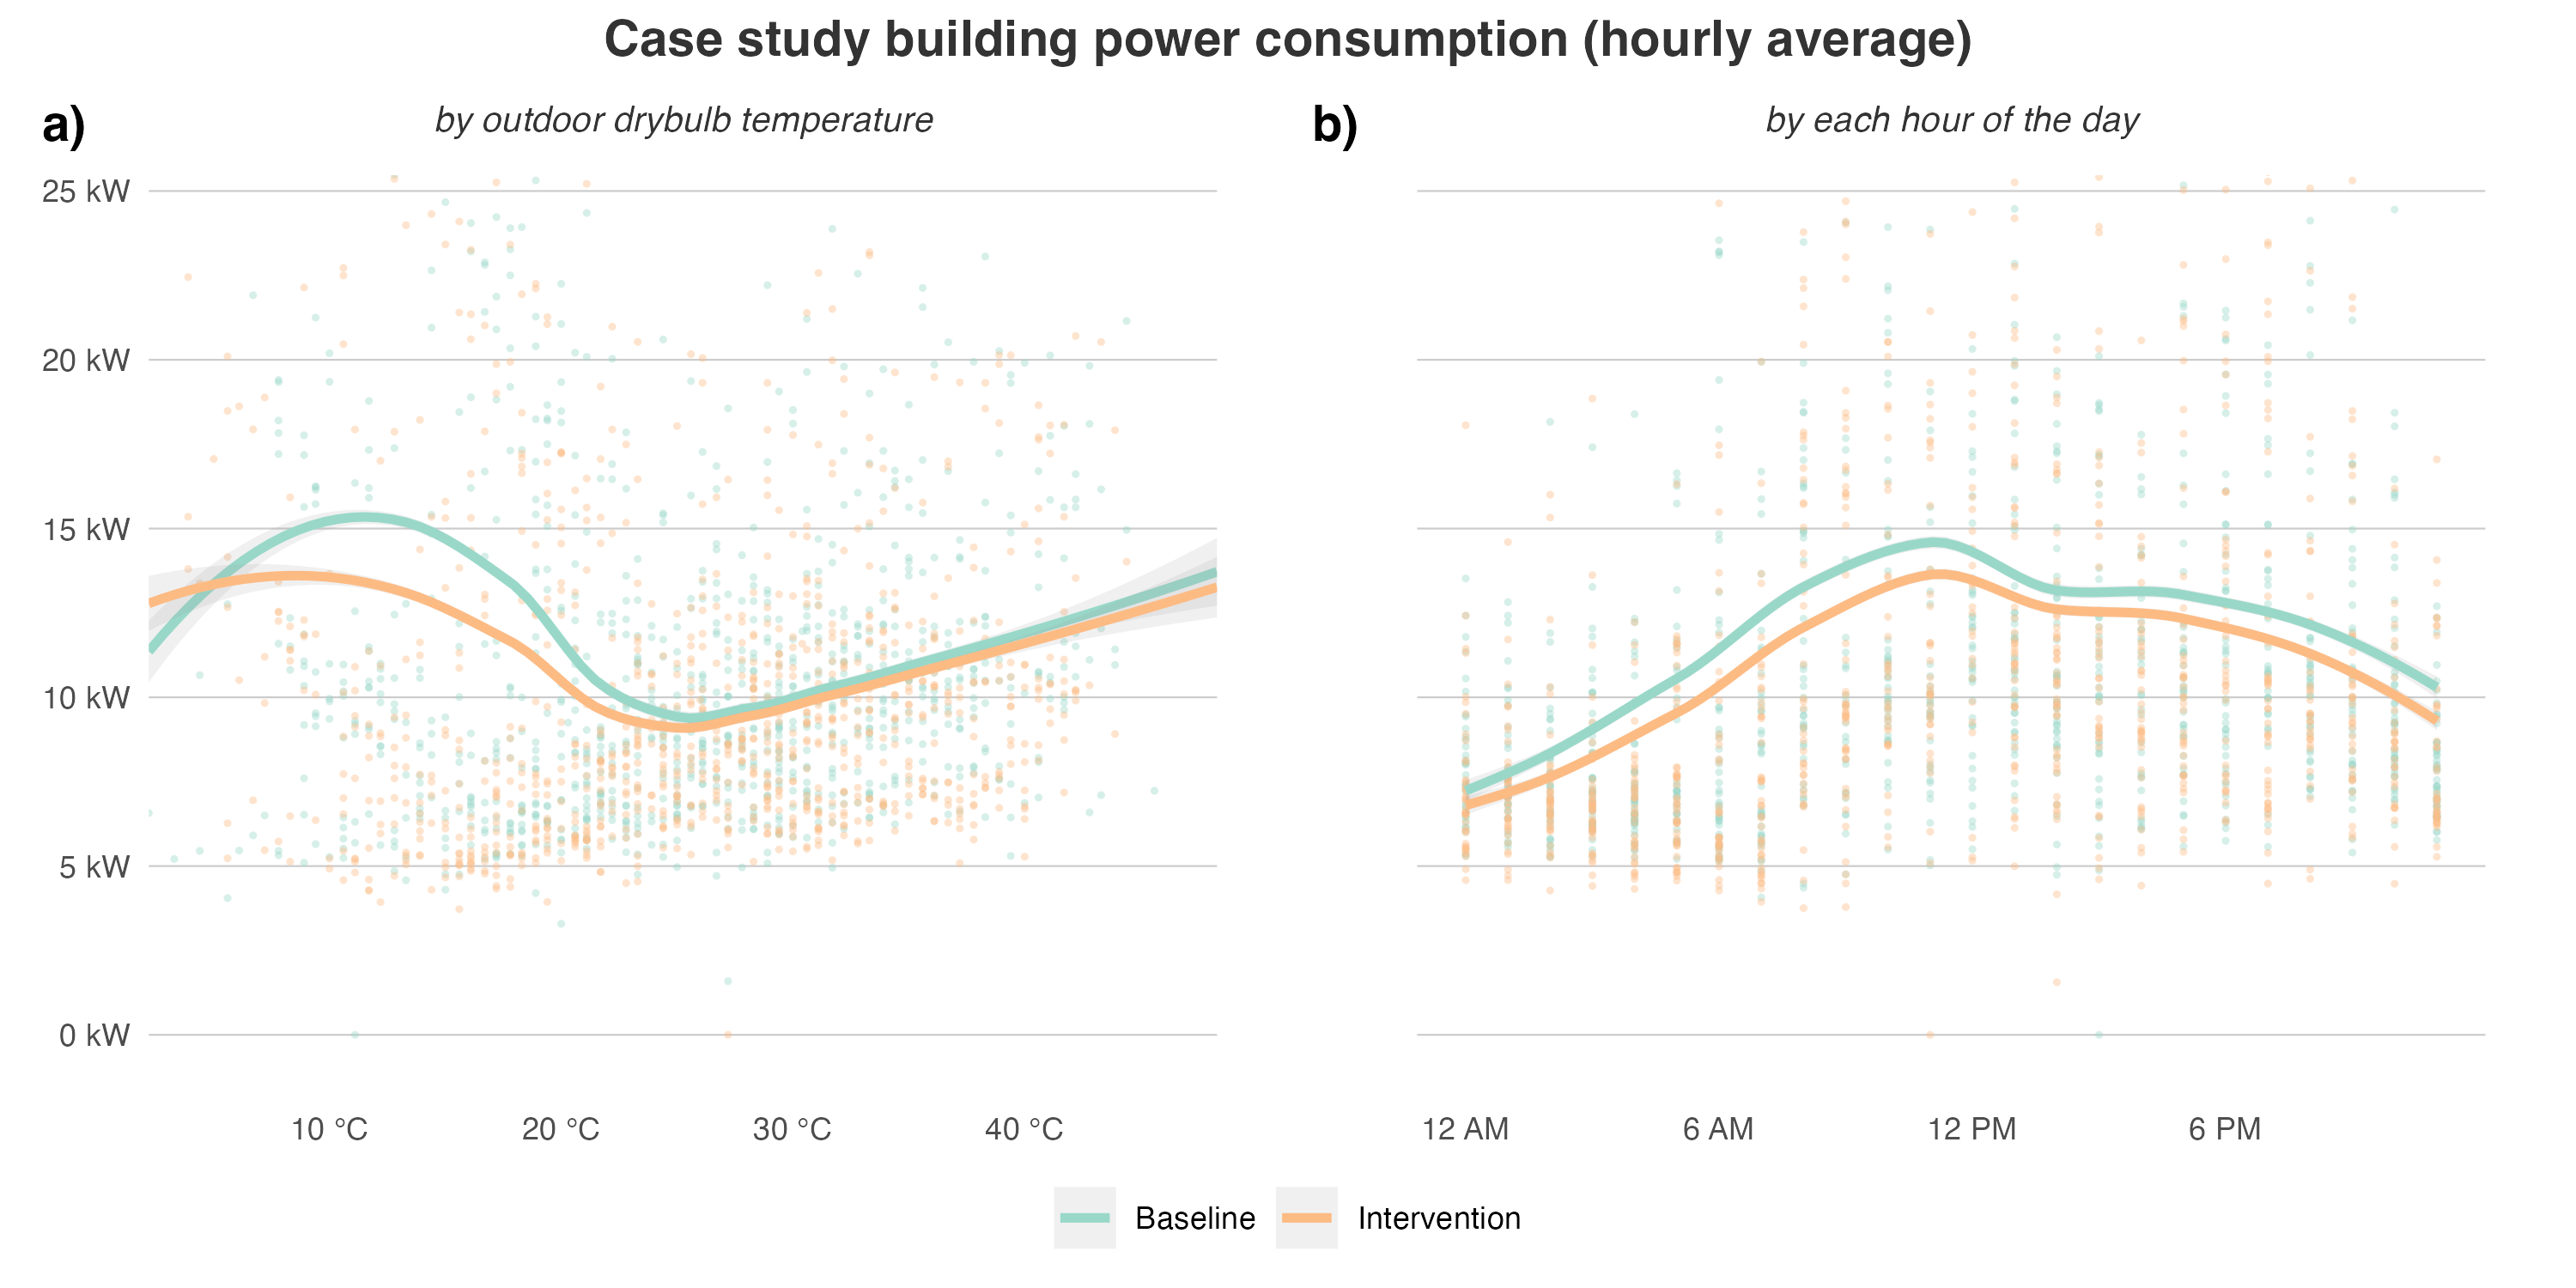 Case study building power consumption (hourly average)
a)
by outdoor drybulb temperature
b)
by each hour of the day
25 kW
20 kW
15 kW
10 kW
5 kW
0 kW
10 °C
20 °C
30 °C
40 °C
12 AM
6 AM
12 PM
6 PM
Baseline
Intervention